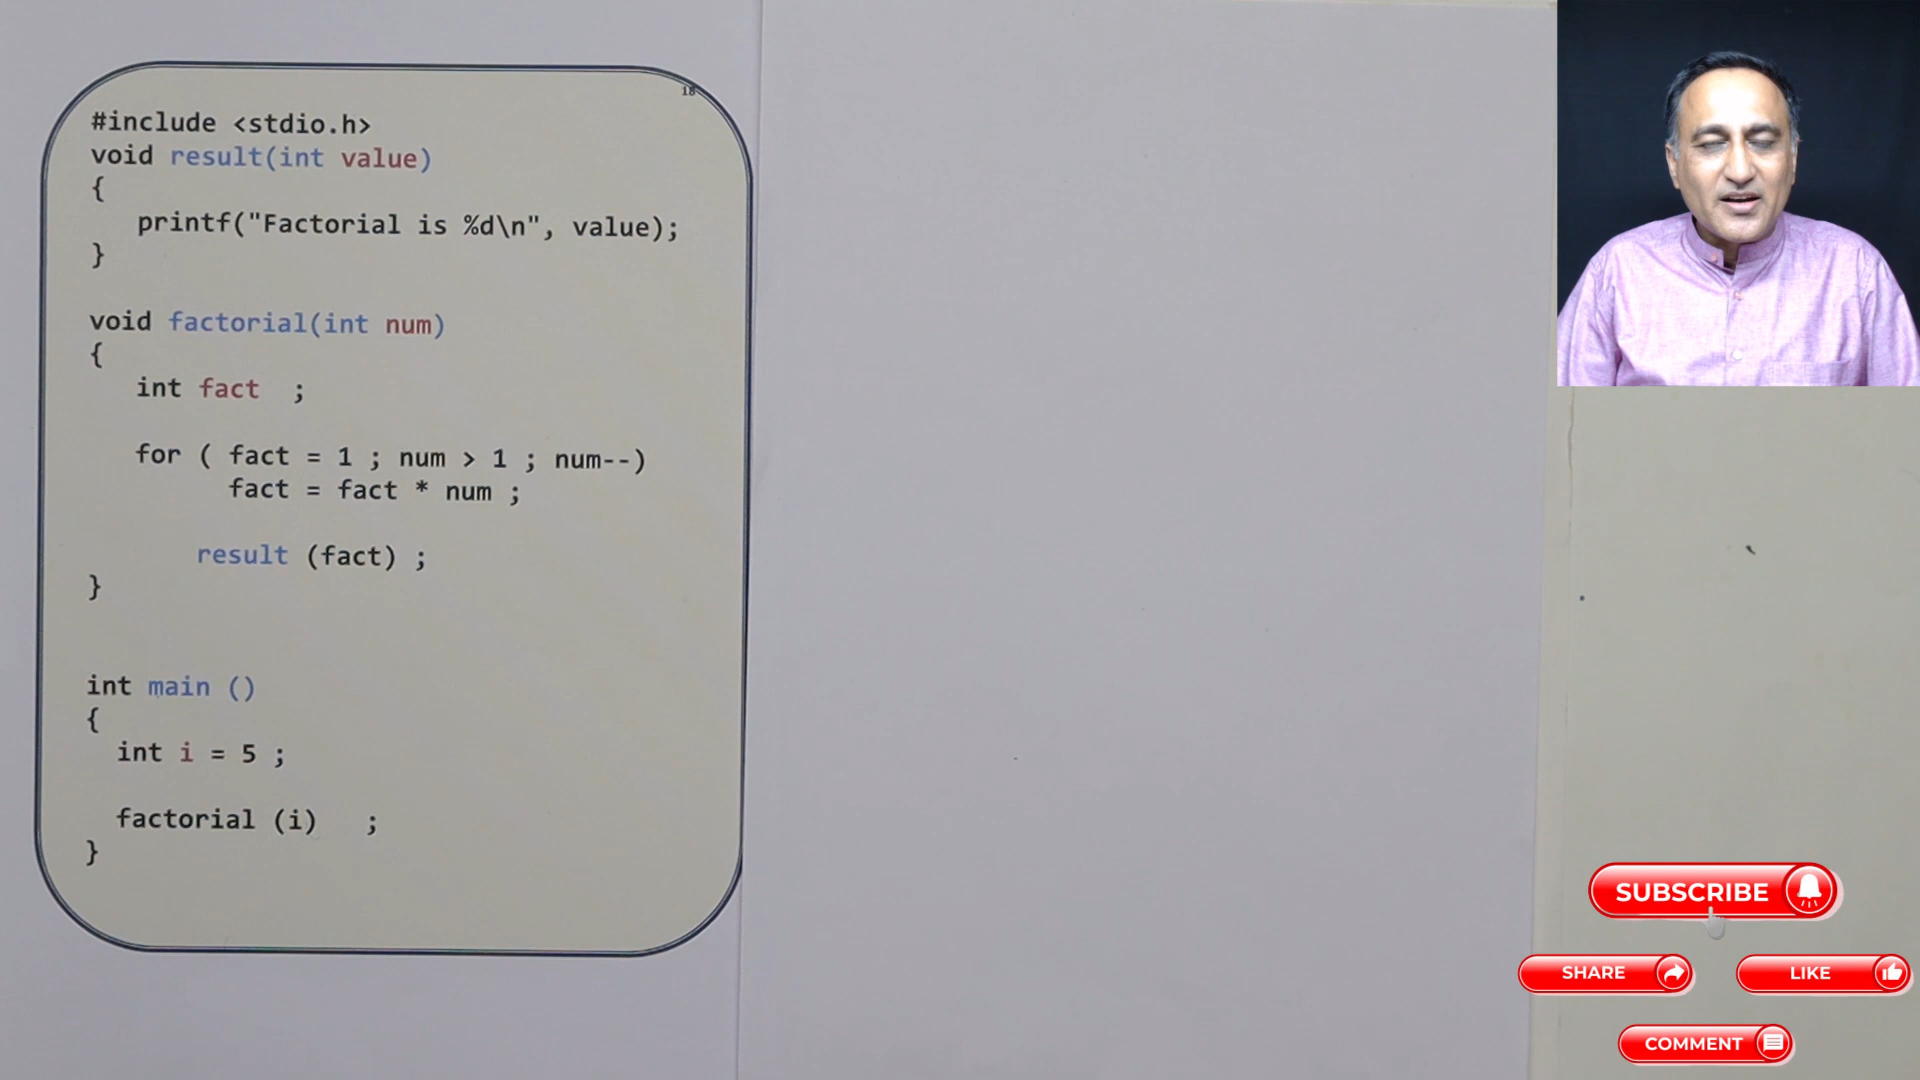 18
#include <stdio.h>
void result(int value)
{
printf("Factorial is %d\n", value);
}
void factorial(int num)
{
int fact ;
for ( fact = 1 ; num > 1 ; num--)
fact = fact * num ;
result (fact) ;
}
int main ()
{
int i = 5 ;
factorial (i) ;
}
SUBSCRIBE
SHARE
LIKE
COMMENT